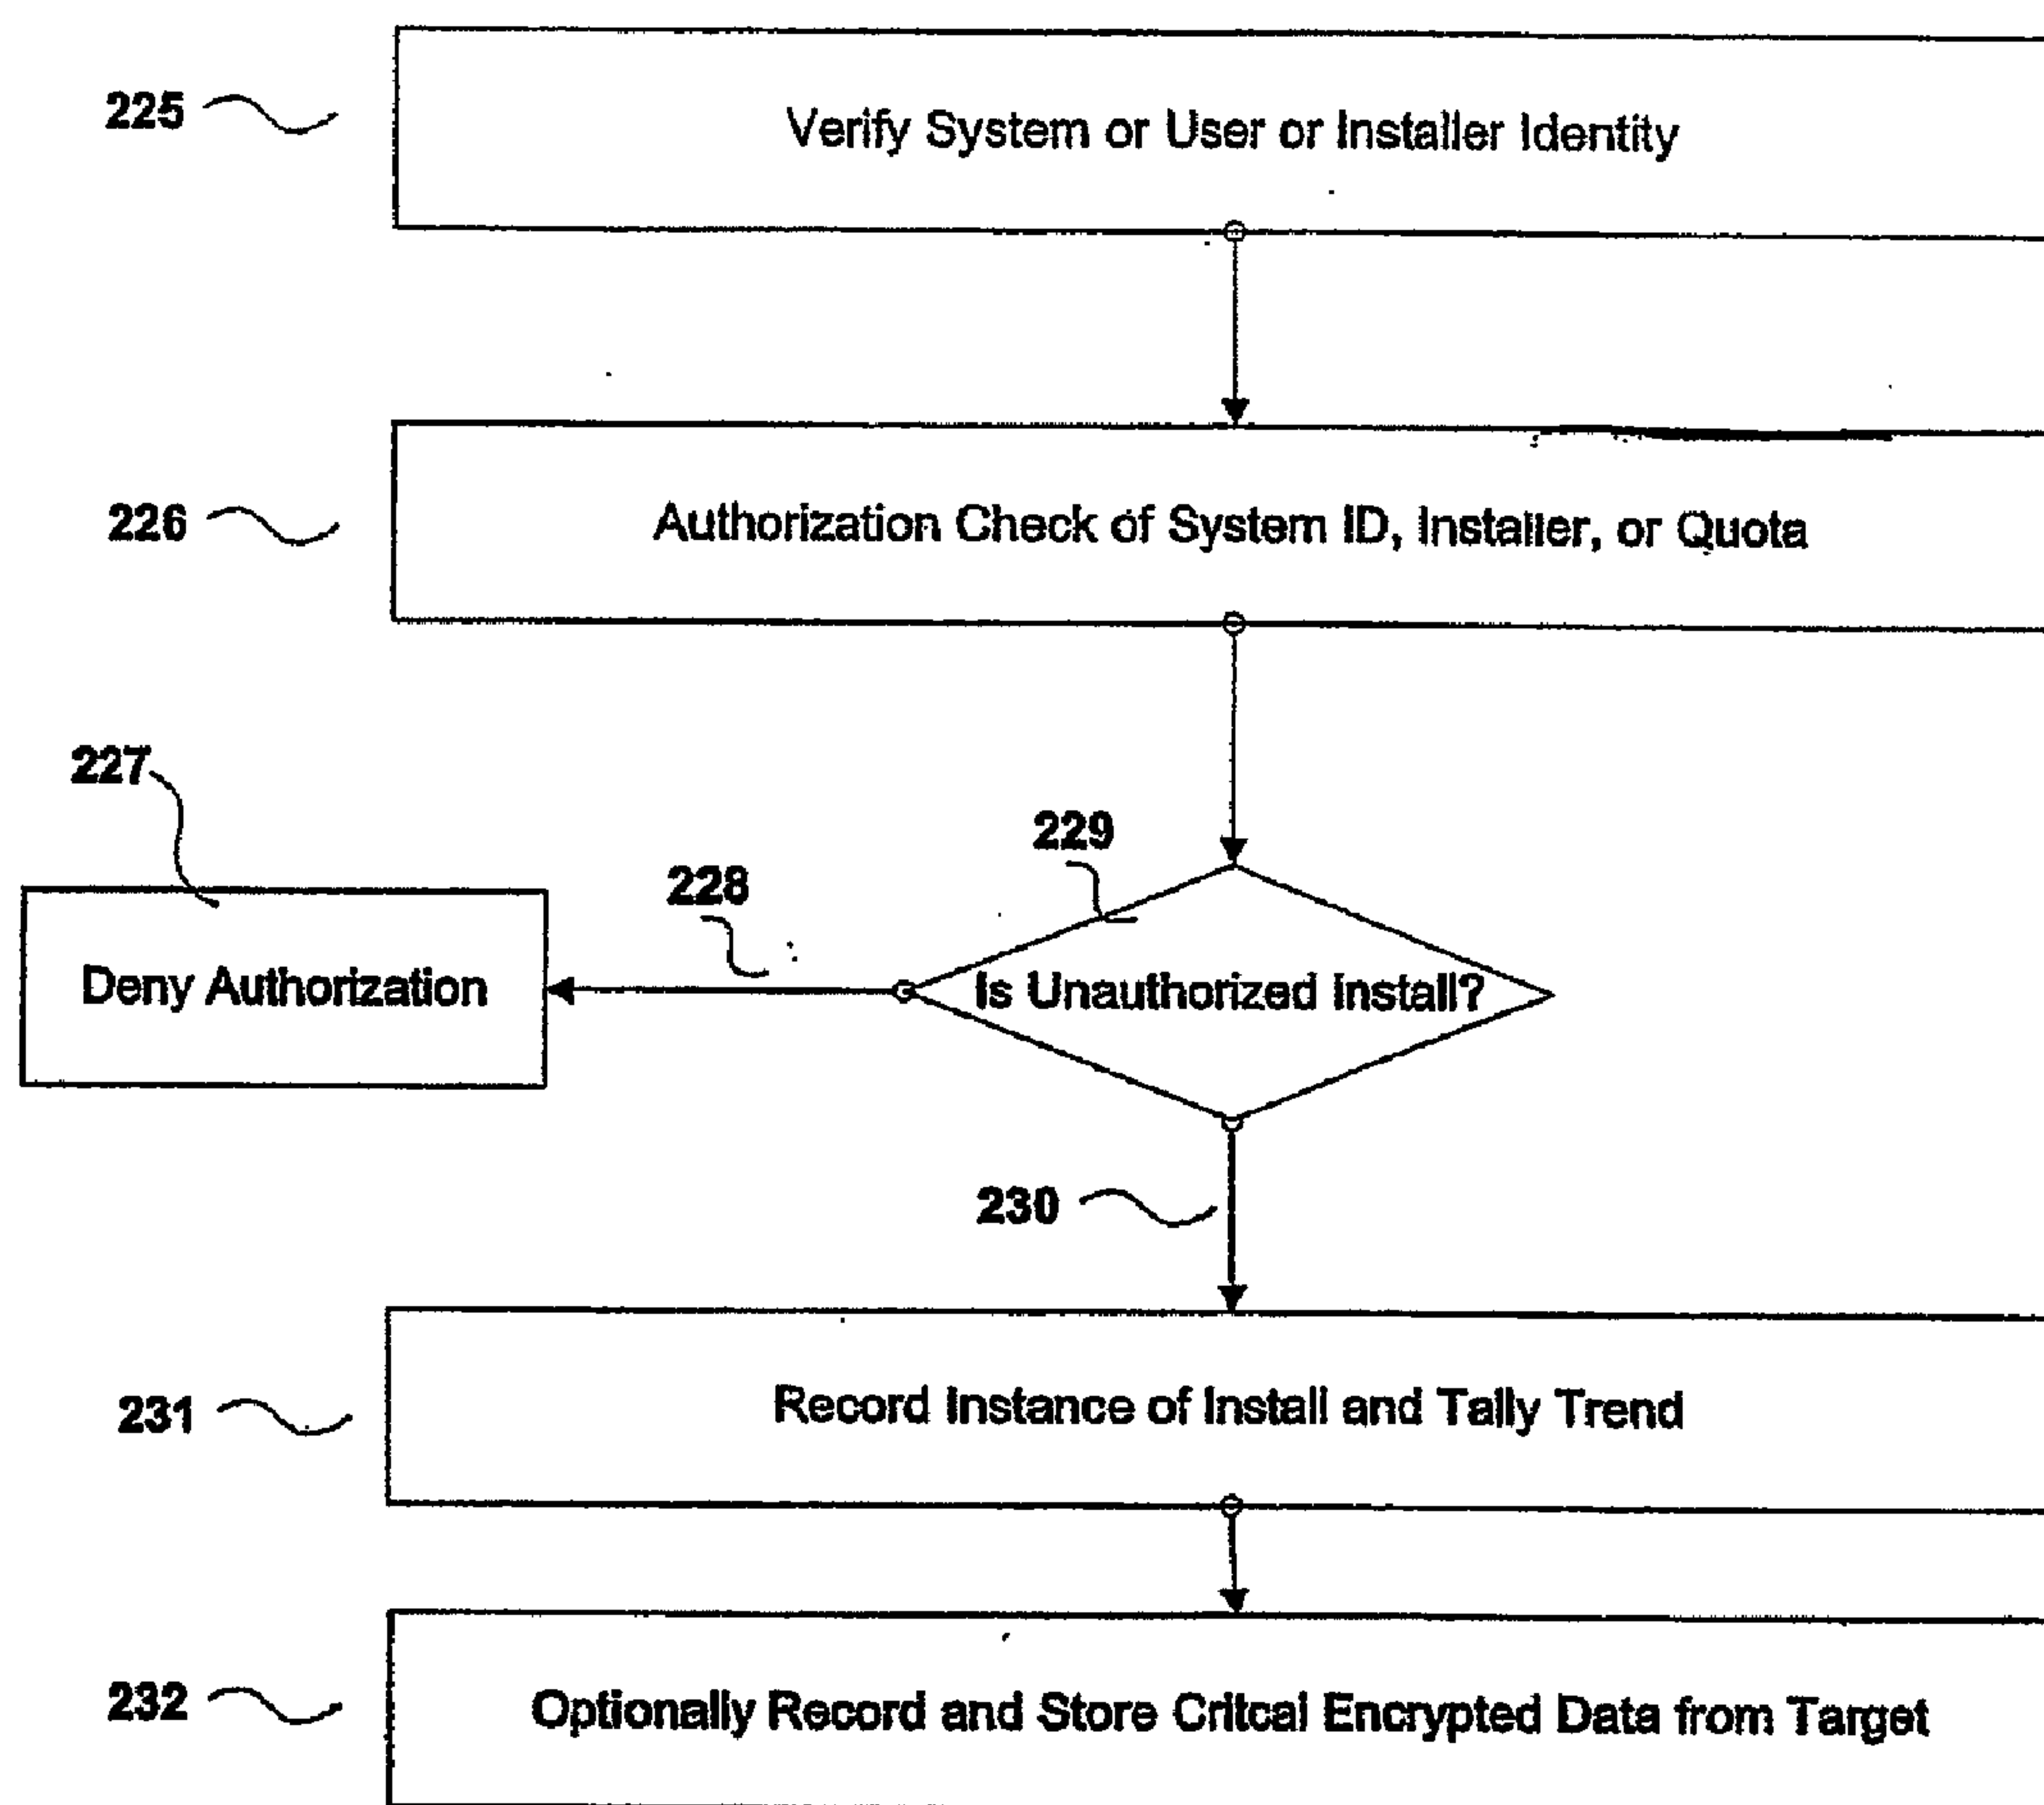 225
Verify System or User or Installer Identity
226
Authorization Check of System ID, Installer, or Quota
227
229
228
Deny Authorization
Is Unauthorized Install?
230
231
Record Instance of Install and Tally Trend
232
Optionally Record and Store Critcal Encrypted Data from Target